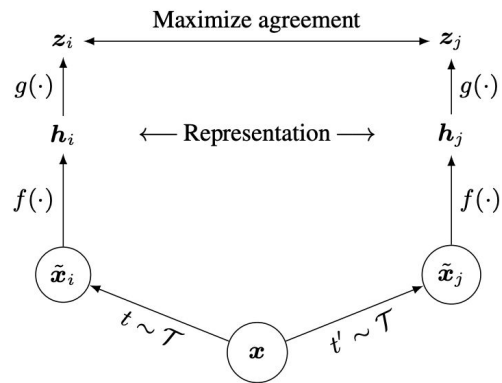 Maximize agreement
z_i z_j
g(·) g(·)
h_i ← Representation → h_j
f(·) f(·)
x̃_i x̃_j
t ∼ 𝒯 t′ ∼ 𝒯
x